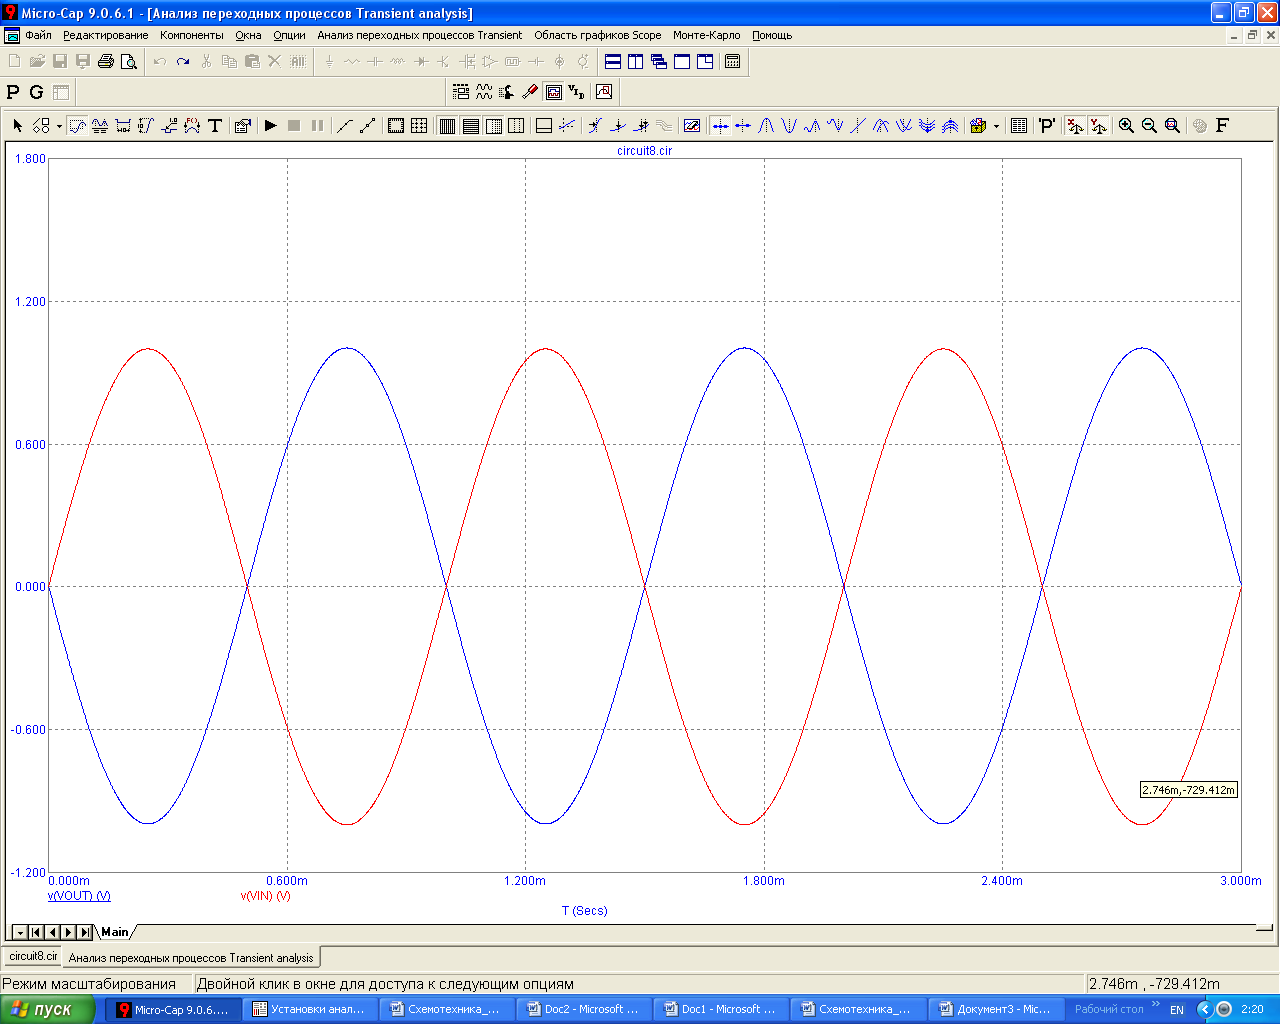 Micro-Cap 9.0.6.1 - [Анализ переходных процессов Transient analysis]
Файл Редактирование Компоненты Окна Опции Анализ переходных процессов Transient Область графиков Scope Монте-Карло Помощь
All
P G
T 'P' F
circuit8.cir
1.800
1.200
0.600
0.000
-0.600
-1.200
0.000m 0.600m 1.200m 1.800m 2.400m 3.000m
v(VOUT) (V) v(VIN) (V)
T (Secs)
2.746m,-729.412m
Main
circuit8.cir Анализ переходных процессов Transient analysis
Режим масштабирования Двойной клик в окне для доступа к следующим опциям 2.746m , -729.412m
пуск Micro-Cap 9.0.6.... Установки анал... Схемотехника_... Doc2 - Microsoft ... Doc1 - Microsoft ... Схемотехника_... Документ3 - Mic... Рабочий стол » EN 2:20